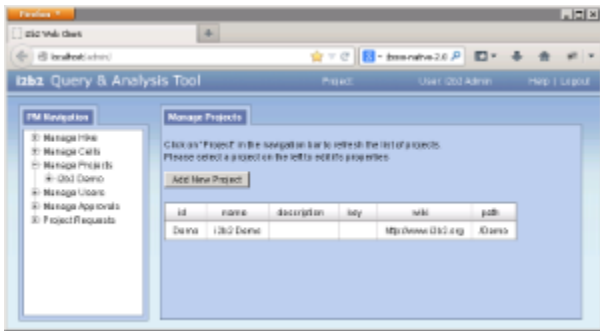 Firefox
i2b2 Web Client
localhost/admin/
i2b2 Query & Analysis Tool
Project:
User: i2b2 Admin
Help | Logout
PM Navigation
Manage Hive
Manage Cells
Manage Projects
i2b2 Demo
Manage Users
Manage Approvals
Project Requests
Manage Projects
Click on "Project" in the navigation bar to refresh the list of projects.
Please select a project on the left to edit its properties
Add New Project
id name description key wiki path
Demo i2b2 Demo http://www.i2b2.org /Demo